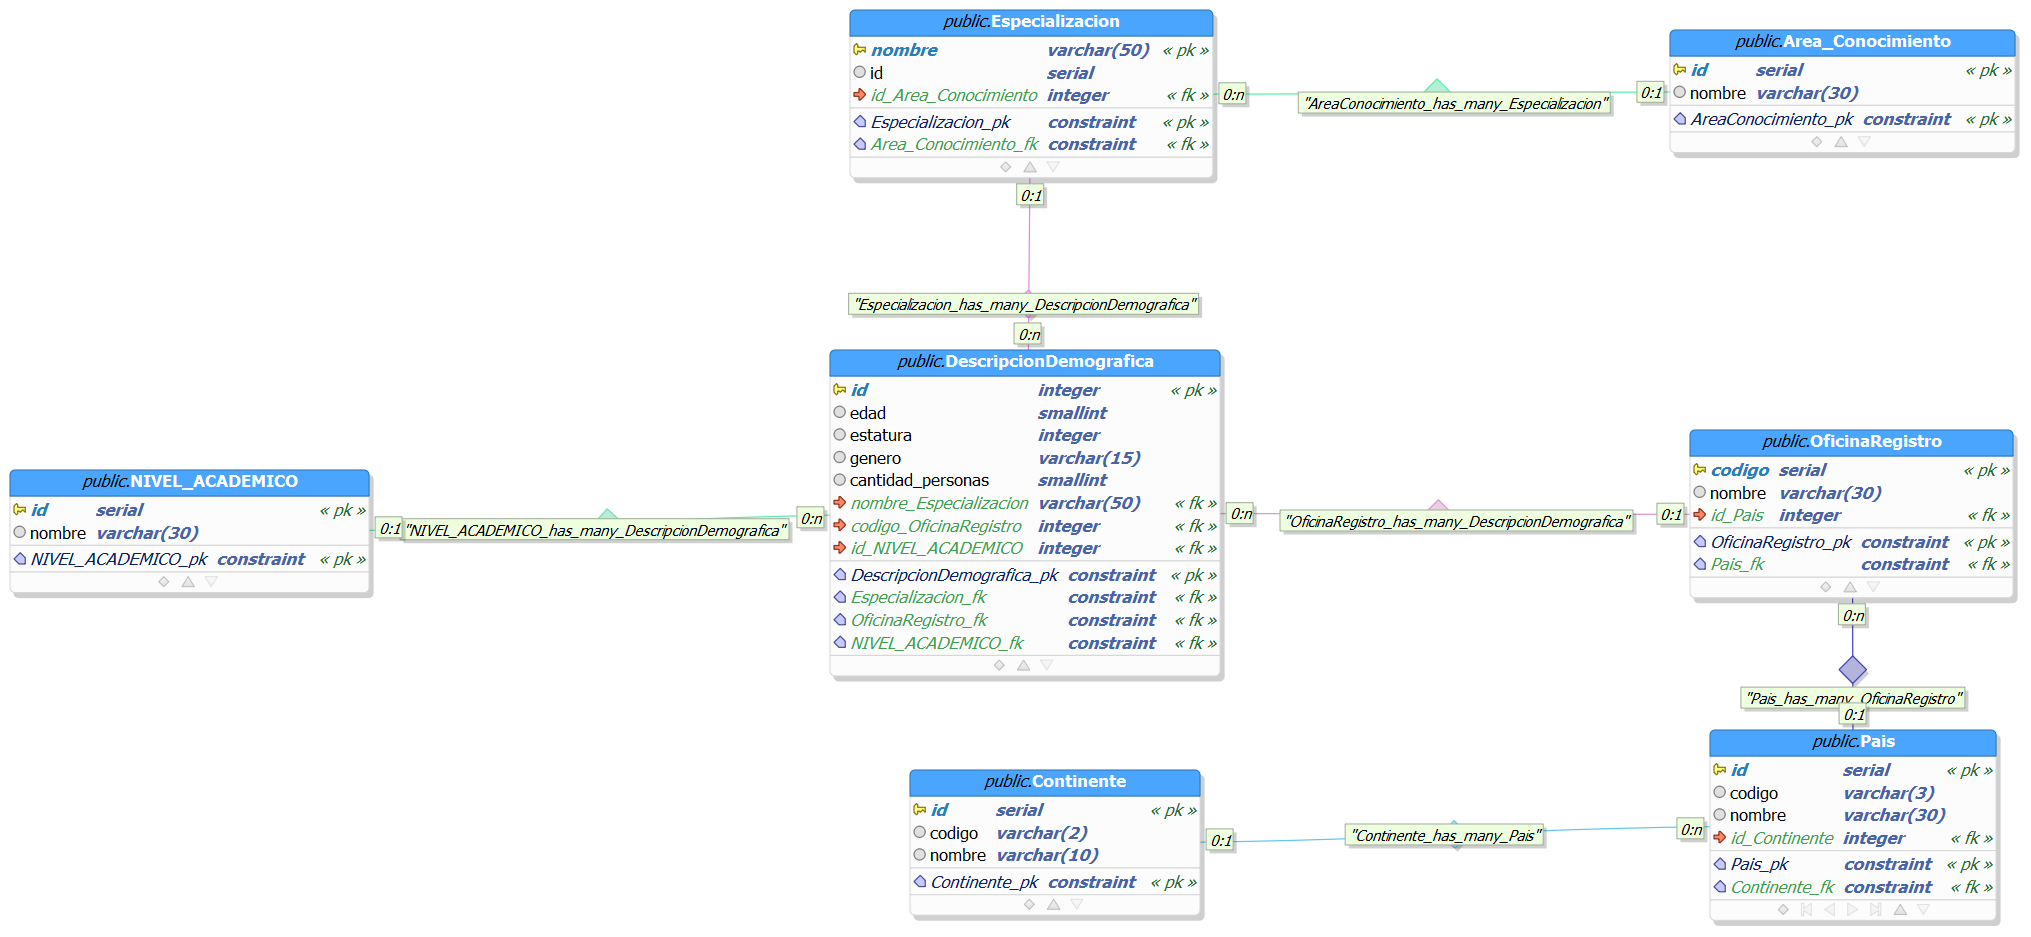 public.Especializacion
nombre varchar(50) « pk »
id serial
id_Area_Conocimiento integer « fk »
Especializacion_pk constraint « pk »
Area_Conocimiento_fk constraint « fk »
0:n
"AreaConocimiento_has_many_Especializacion"
0:1
public.Area_Conocimiento
id serial « pk »
nombre varchar(30)
AreaConocimiento_pk constraint « pk »
0:1
"Especializacion_has_many_DescripcionDemografica"
0:n
public.DescripcionDemografica
id integer « pk »
edad smallint
estatura integer
genero varchar(15)
cantidad_personas smallint
nombre_Especializacion varchar(50) « fk »
codigo_OficinaRegistro integer « fk »
id_NIVEL_ACADEMICO integer « fk »
DescripcionDemografica_pk constraint « pk »
Especializacion_fk constraint « fk »
OficinaRegistro_fk constraint « fk »
NIVEL_ACADEMICO_fk constraint « fk »
public.NIVEL_ACADEMICO
id serial « pk »
nombre varchar(30)
NIVEL_ACADEMICO_pk constraint « pk »
0:1
"NIVEL_ACADEMICO_has_many_DescripcionDemografica"
0:n
0:n
"OficinaRegistro_has_many_DescripcionDemografica"
0:1
public.OficinaRegistro
codigo serial « pk »
nombre varchar(30)
id_Pais integer « fk »
OficinaRegistro_pk constraint « pk »
Pais_fk constraint « fk »
0:n
"Pais_has_many_OficinaRegistro"
0:1
public.Pais
id serial « pk »
codigo varchar(3)
nombre varchar(30)
id_Continente integer « fk »
Pais_pk constraint « pk »
Continente_fk constraint « fk »
public.Continente
id serial « pk »
codigo varchar(2)
nombre varchar(10)
Continente_pk constraint « pk »
0:1
"Continente_has_many_Pais"
0:n